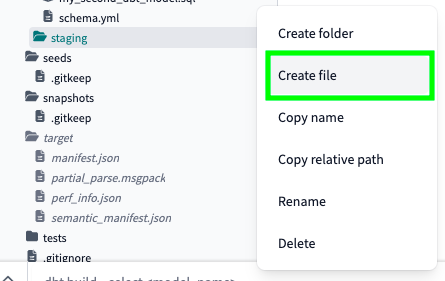 my_second_dbt_model.sql
schema.yml
staging
seeds
.gitkeep
snapshots
.gitkeep
target
manifest.json
partial_parse.msgpack
perf_info.json
semantic_manifest.json
tests
.gitignore
dbt build --select <model_name>
Create folder
Create file
Copy name
Copy relative path
Rename
Delete